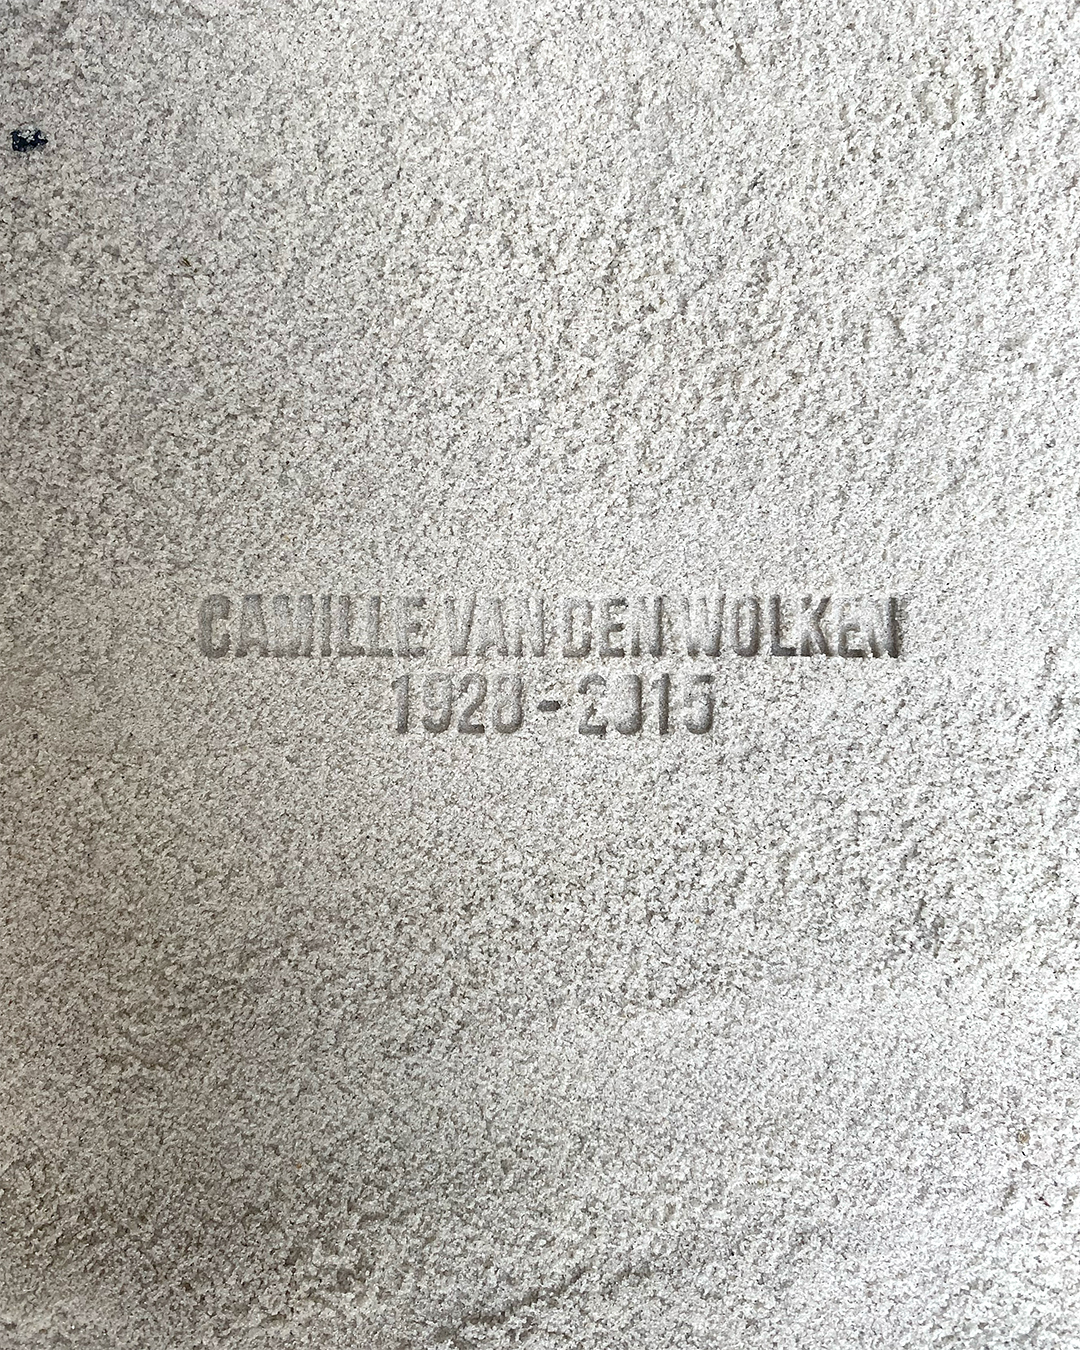 CAMILLE VAN DEN WOLKEN
1928 - 2015